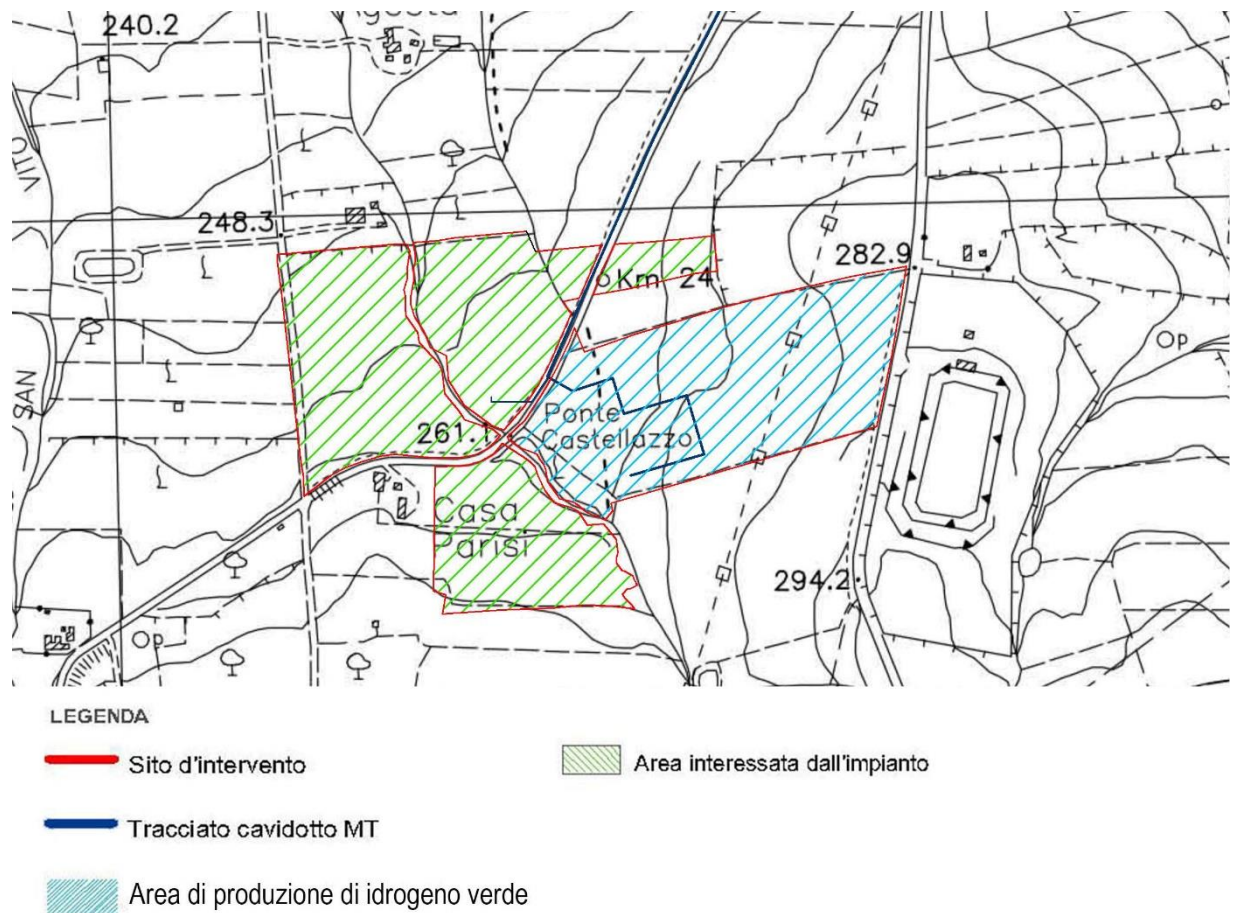 240.2
VITO
248.3
Km 24
282.9
Op
SAN
261.1
Ponte
Castellazzo
Casa
Parisi
294.2
Op
LEGENDA
Sito d'intervento
Area interessata dall'impianto
Tracciato cavidotto MT
Area di produzione di idrogeno verde